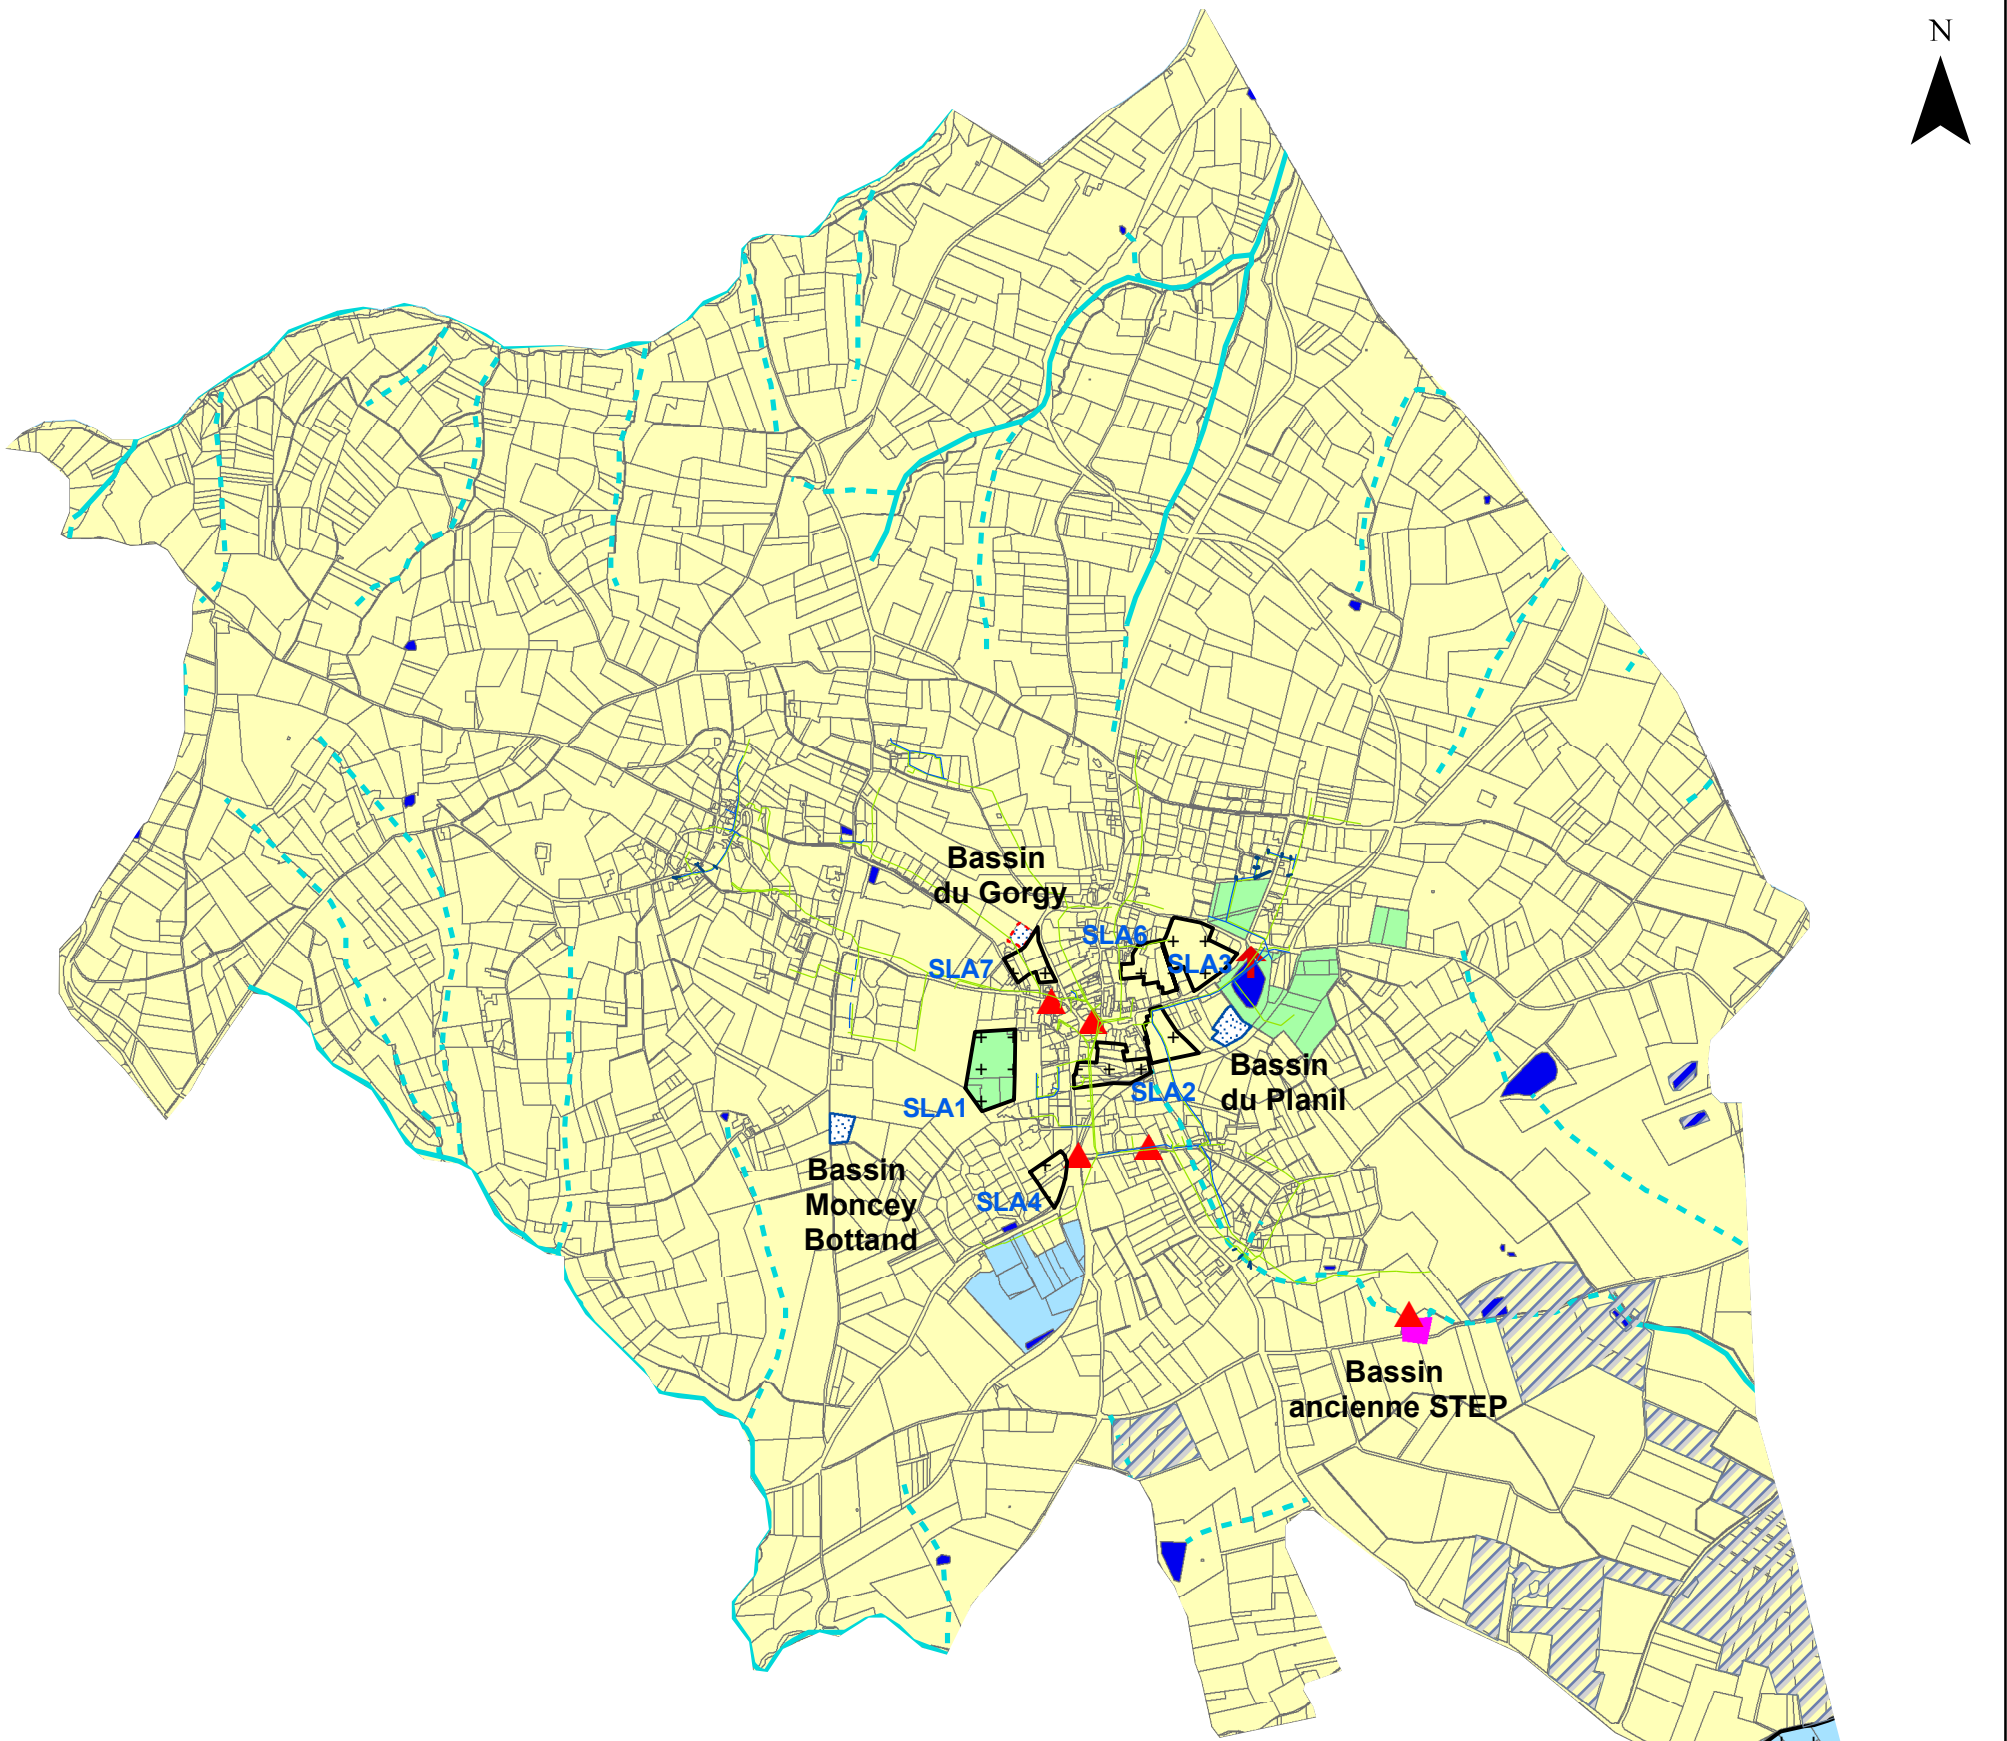 N
Bassin
du Gorgy
SLA6
SLA3
SLA7
Bassin
du Planil
SLA2
SLA1
Bassin
Moncey
Bottand
SLA4
Bassin
ancienne STEP